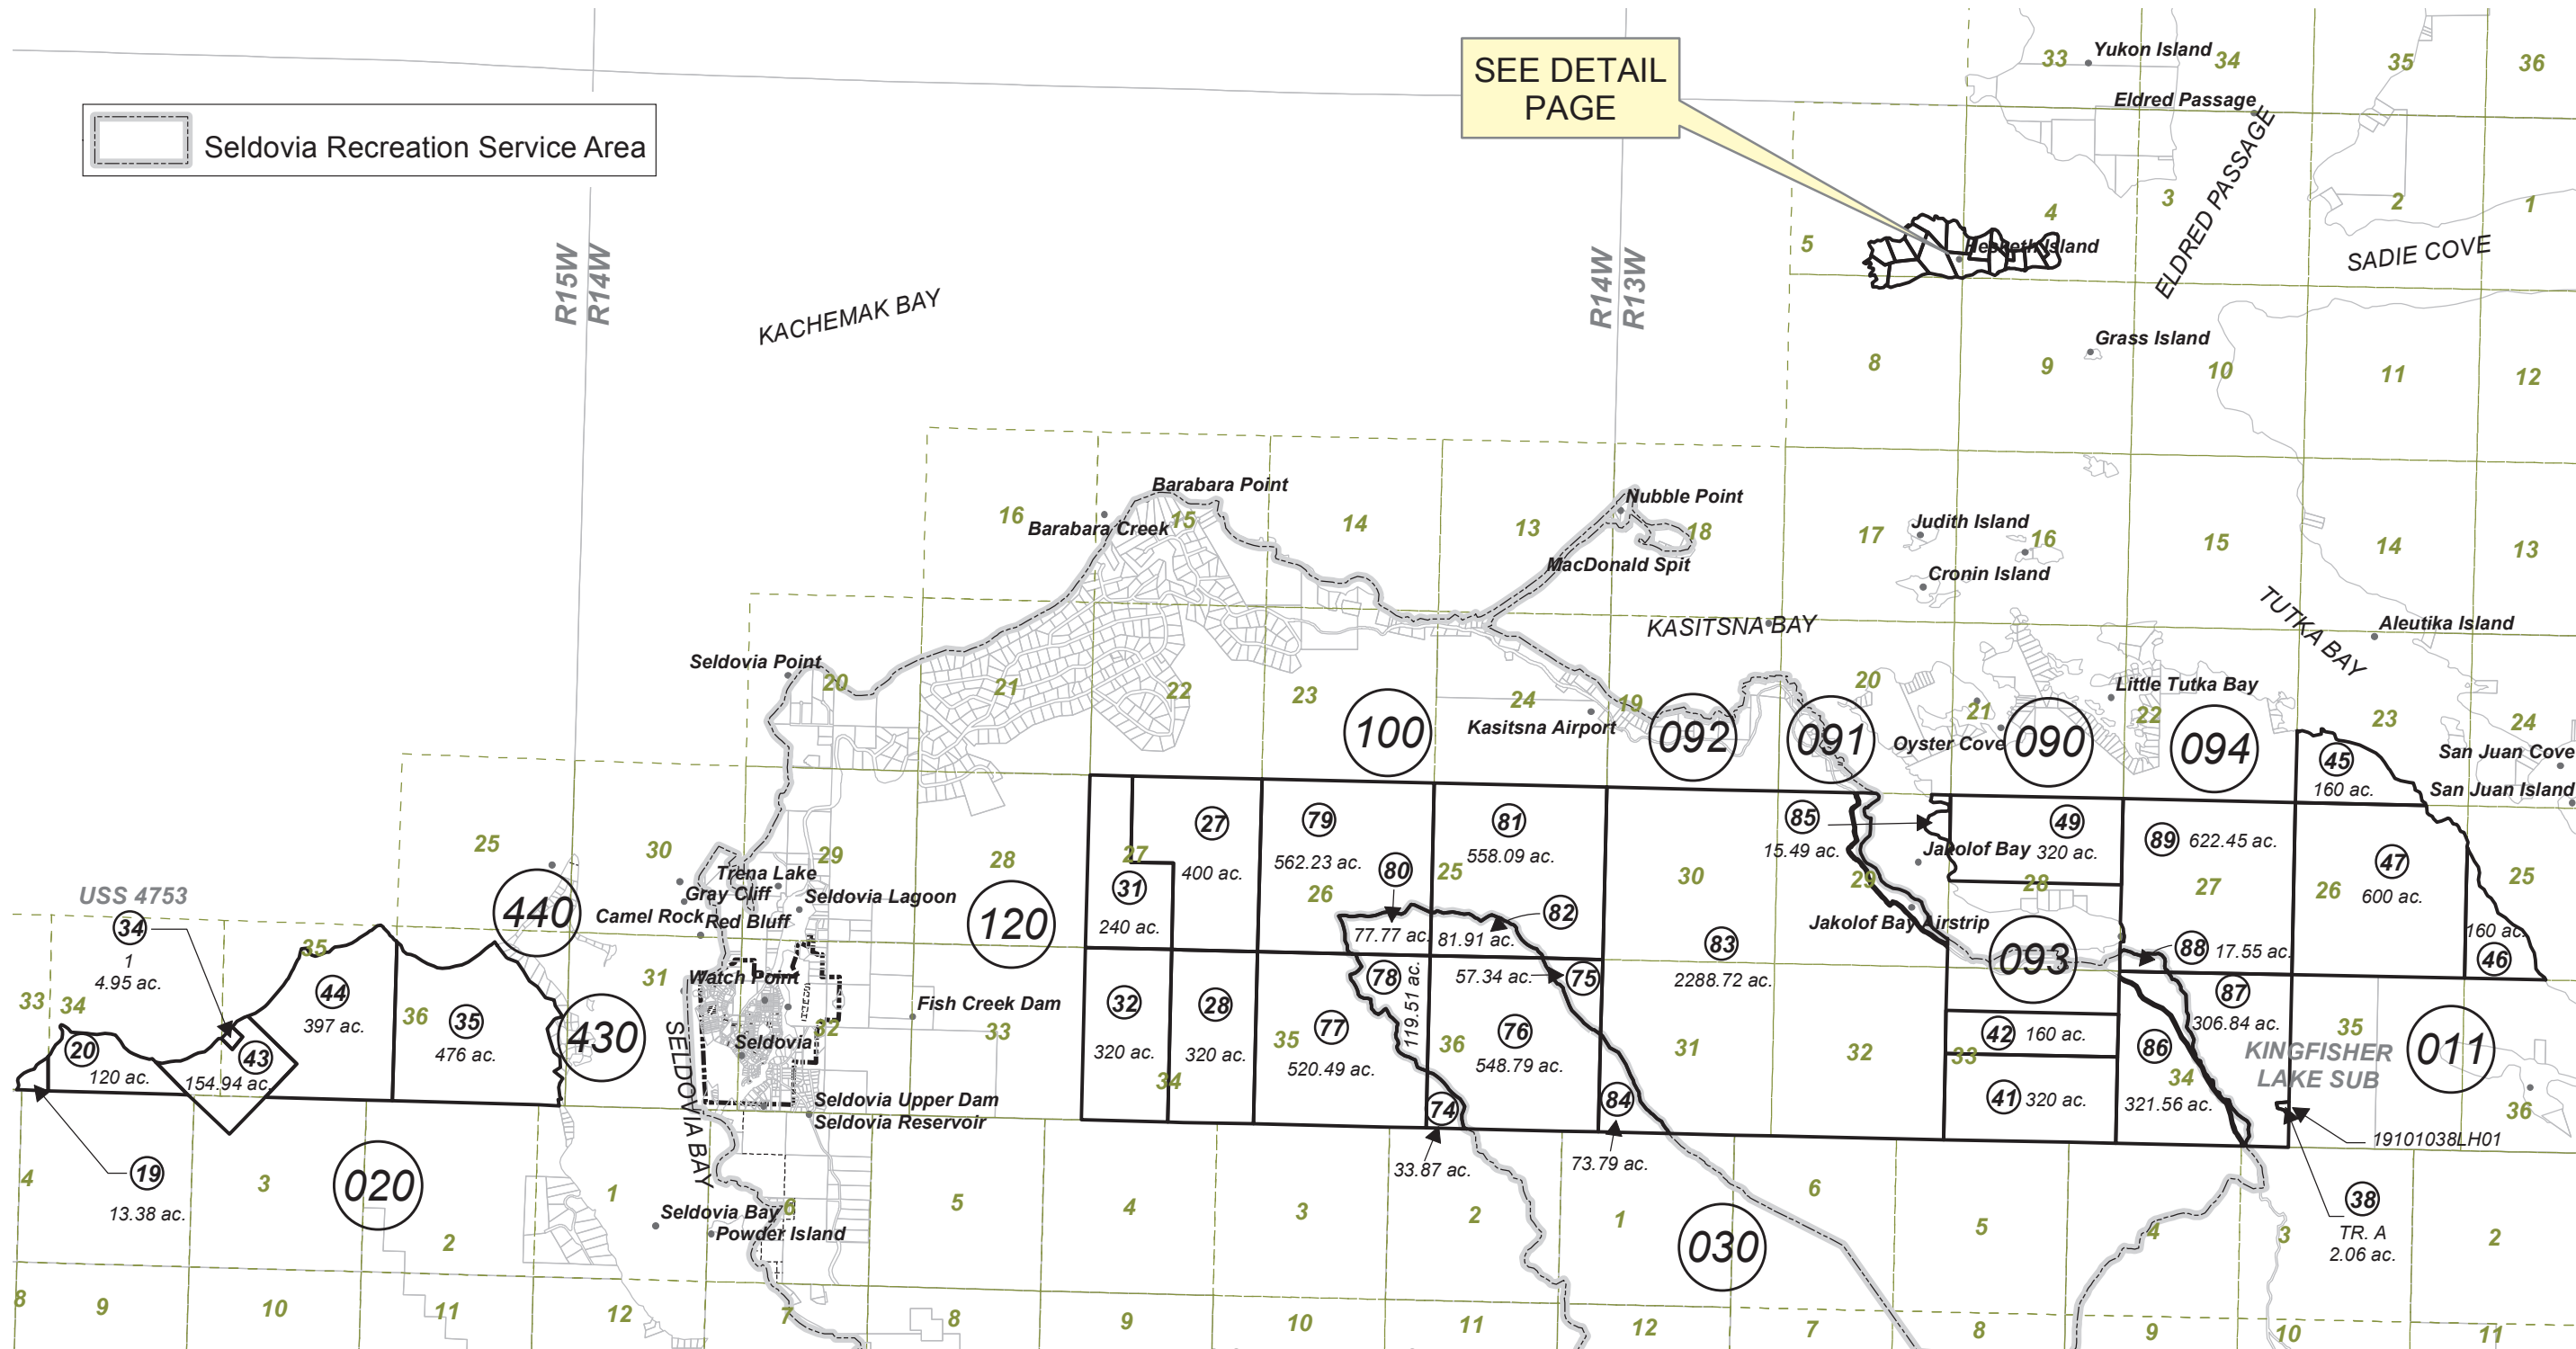 SEE DETAIL
PAGE
Seldovia Recreation Service Area
33
Yukon Island
34
35
36
Eldred Passage
ELDRED PASSAGE
4
3
2
1
5
Hesketh Island
SADIE COVE
R15W
R14W
R14W
R13W
KACHEMAK BAY
Grass Island
8
9
10
11
12
Barabara Point
Nubble Point
16
Barabara Creek
15
14
13
18
17
Judith Island
16
15
14
13
MacDonald Spit
Cronin Island
KASITSNA BAY
TUTKA BAY
Aleutika Island
Seldovia Point
20
21
22
23
24
19
20
21
Little Tutka Bay
22
23
24
100
Kasitsna Airport
092
091
Oyster Cove
090
094
San Juan Cove
San Juan Island
45
160 ac.
25
30
29
28
27
27
400 ac.
79
562.23 ac.
81
558.09 ac.
85
15.49 ac.
49
320 ac.
89
622.45 ac.
47
600 ac.
Jakolof Bay
Trena Lake
Gray Cliff
Seldovia Lagoon
Camel Rock
Red Bluff
31
240 ac.
26
80
77.77 ac.
25
82
81.91 ac.
30
29
28
27
26
25
Jakolof Bay Airstrip
USS 4753
34
1
4.95 ac.
440
120
83
2288.72 ac.
093
88
17.55 ac.
160 ac.
46
35
44
397 ac.
33
34
36
35
476 ac.
31
Watch Point
Fish Creek Dam
32
33
Seldovia
430
SELDOVIA BAY
32
320 ac.
28
320 ac.
34
78
119.51 ac.
57.34 ac.
75
77
520.49 ac.
35
36
76
548.79 ac.
31
32
33
42
160 ac.
87
306.84 ac.
86
34
321.56 ac.
35
KINGFISHER
LAKE SUB
011
36
20
120 ac.
43
154.94 ac.
Seldovia Upper Dam
Seldovia Reservoir
74
33.87 ac.
84
73.79 ac.
41
320 ac.
19101038LH01
38
TR. A
2.06 ac.
19
13.38 ac.
020
4
3
2
1
Seldovia Bay
Powder Island
6
5
4
3
2
1
030
6
5
4
3
2
8
9
10
11
12
7
8
9
10
11
12
7
8
9
10
11